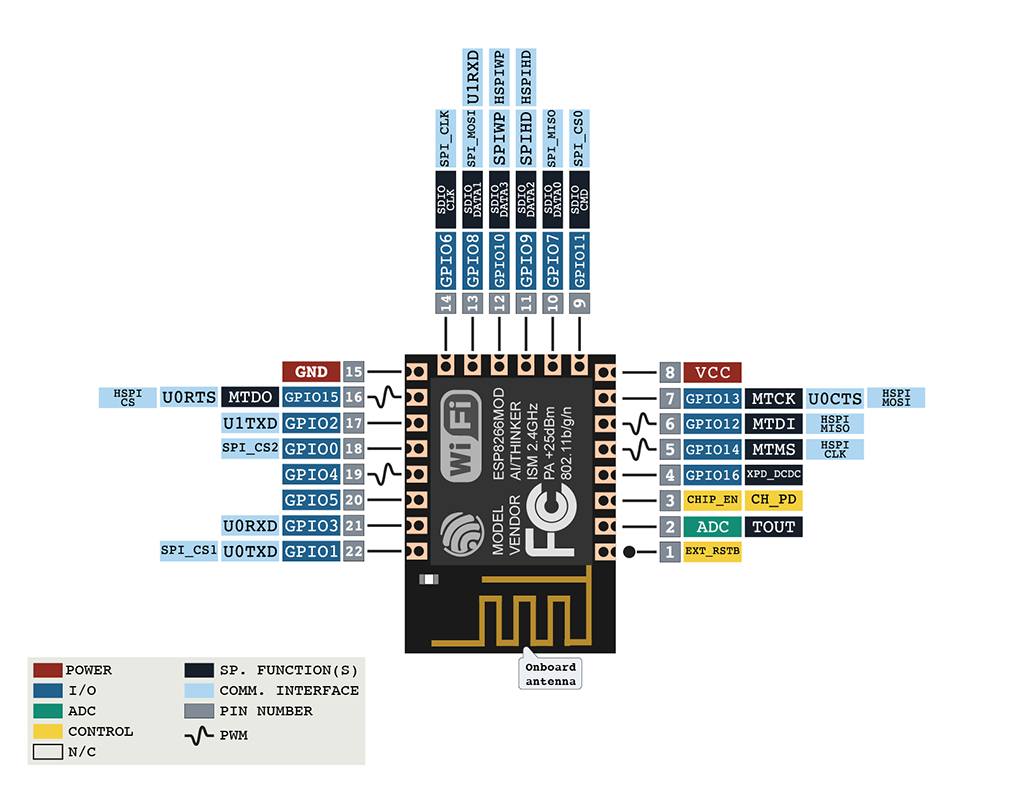 U1RXD HSPIWP HSPIHD
SPI_CLK SPI_MOSI SPIWP SPIHD SPI_MISO SPI_CS0
SDIO CLK SDIO DATA1 SDIO DATA3 SDIO DATA2 SDIO DATA0 SDIO CMD
GPIO6 GPIO8 GPIO10 GPIO9 GPIO7 GPIO11
14 13 12 11 10 9
GND 15
HSPI CS U0RTS MTDO GPIO15 16
U1TXD GPIO2 17
SPI_CS2 GPIO0 18
GPIO4 19
GPIO5 20
U0RXD GPIO3 21
SPI_CS1 U0TXD GPIO1 22
WiFi
ESP8266MOD
AI/THINKER
ISM 2.4GHz
PA +25dBm
802.11b/g/n
MODEL
VENDOR
FC
8 VCC
7 GPIO13 MTCK U0CTS HSPI MOSI
6 GPIO12 MTDI HSPI MISO
5 GPIO14 MTMS HSPI CLK
4 GPIO16 XPD_DCDC
3 CHIP_EN CH_PD
2 ADC TOUT
1 EXT_RSTB
Onboard
antenna
POWER
I/O
ADC
CONTROL
N/C
SP. FUNCTION(S)
COMM. INTERFACE
PIN NUMBER
PWM